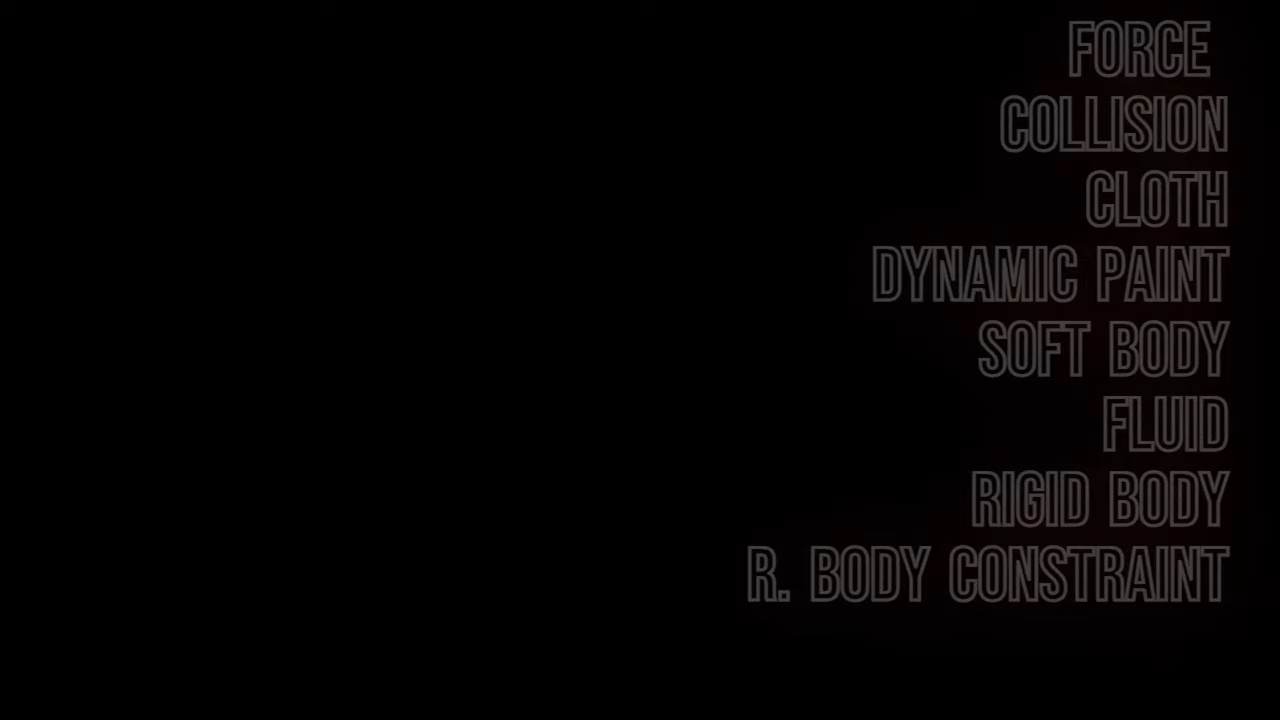 FORCE
COLLISION
CLOTH
DYNAMIC PAINT
SOFT BODY
FLUID
RIGID BODY
R. BODY CONSTRAINT